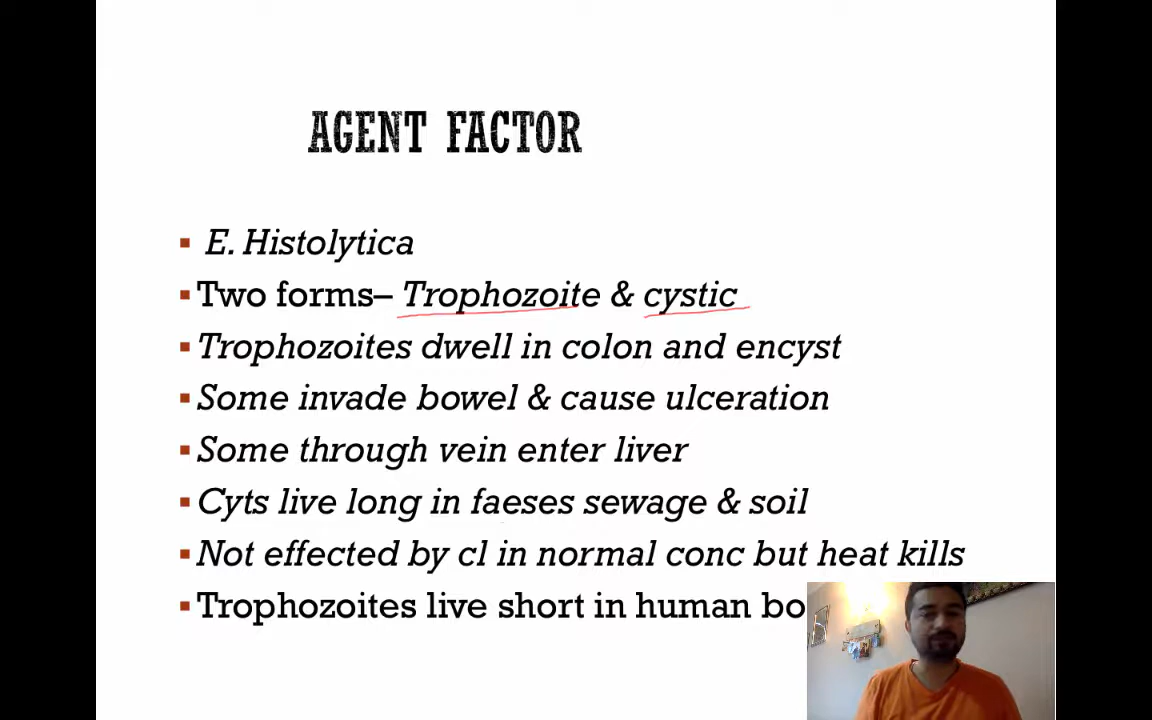 AGENT FACTOR
E. Histolytica
Two forms– Trophozoite & cystic
Trophozoites dwell in colon and encyst
Some invade bowel & cause ulceration
Some through vein enter liver
Cyts live long in faeses sewage & soil
Not effected by cl in normal conc but heat kills
Trophozoites live short in human